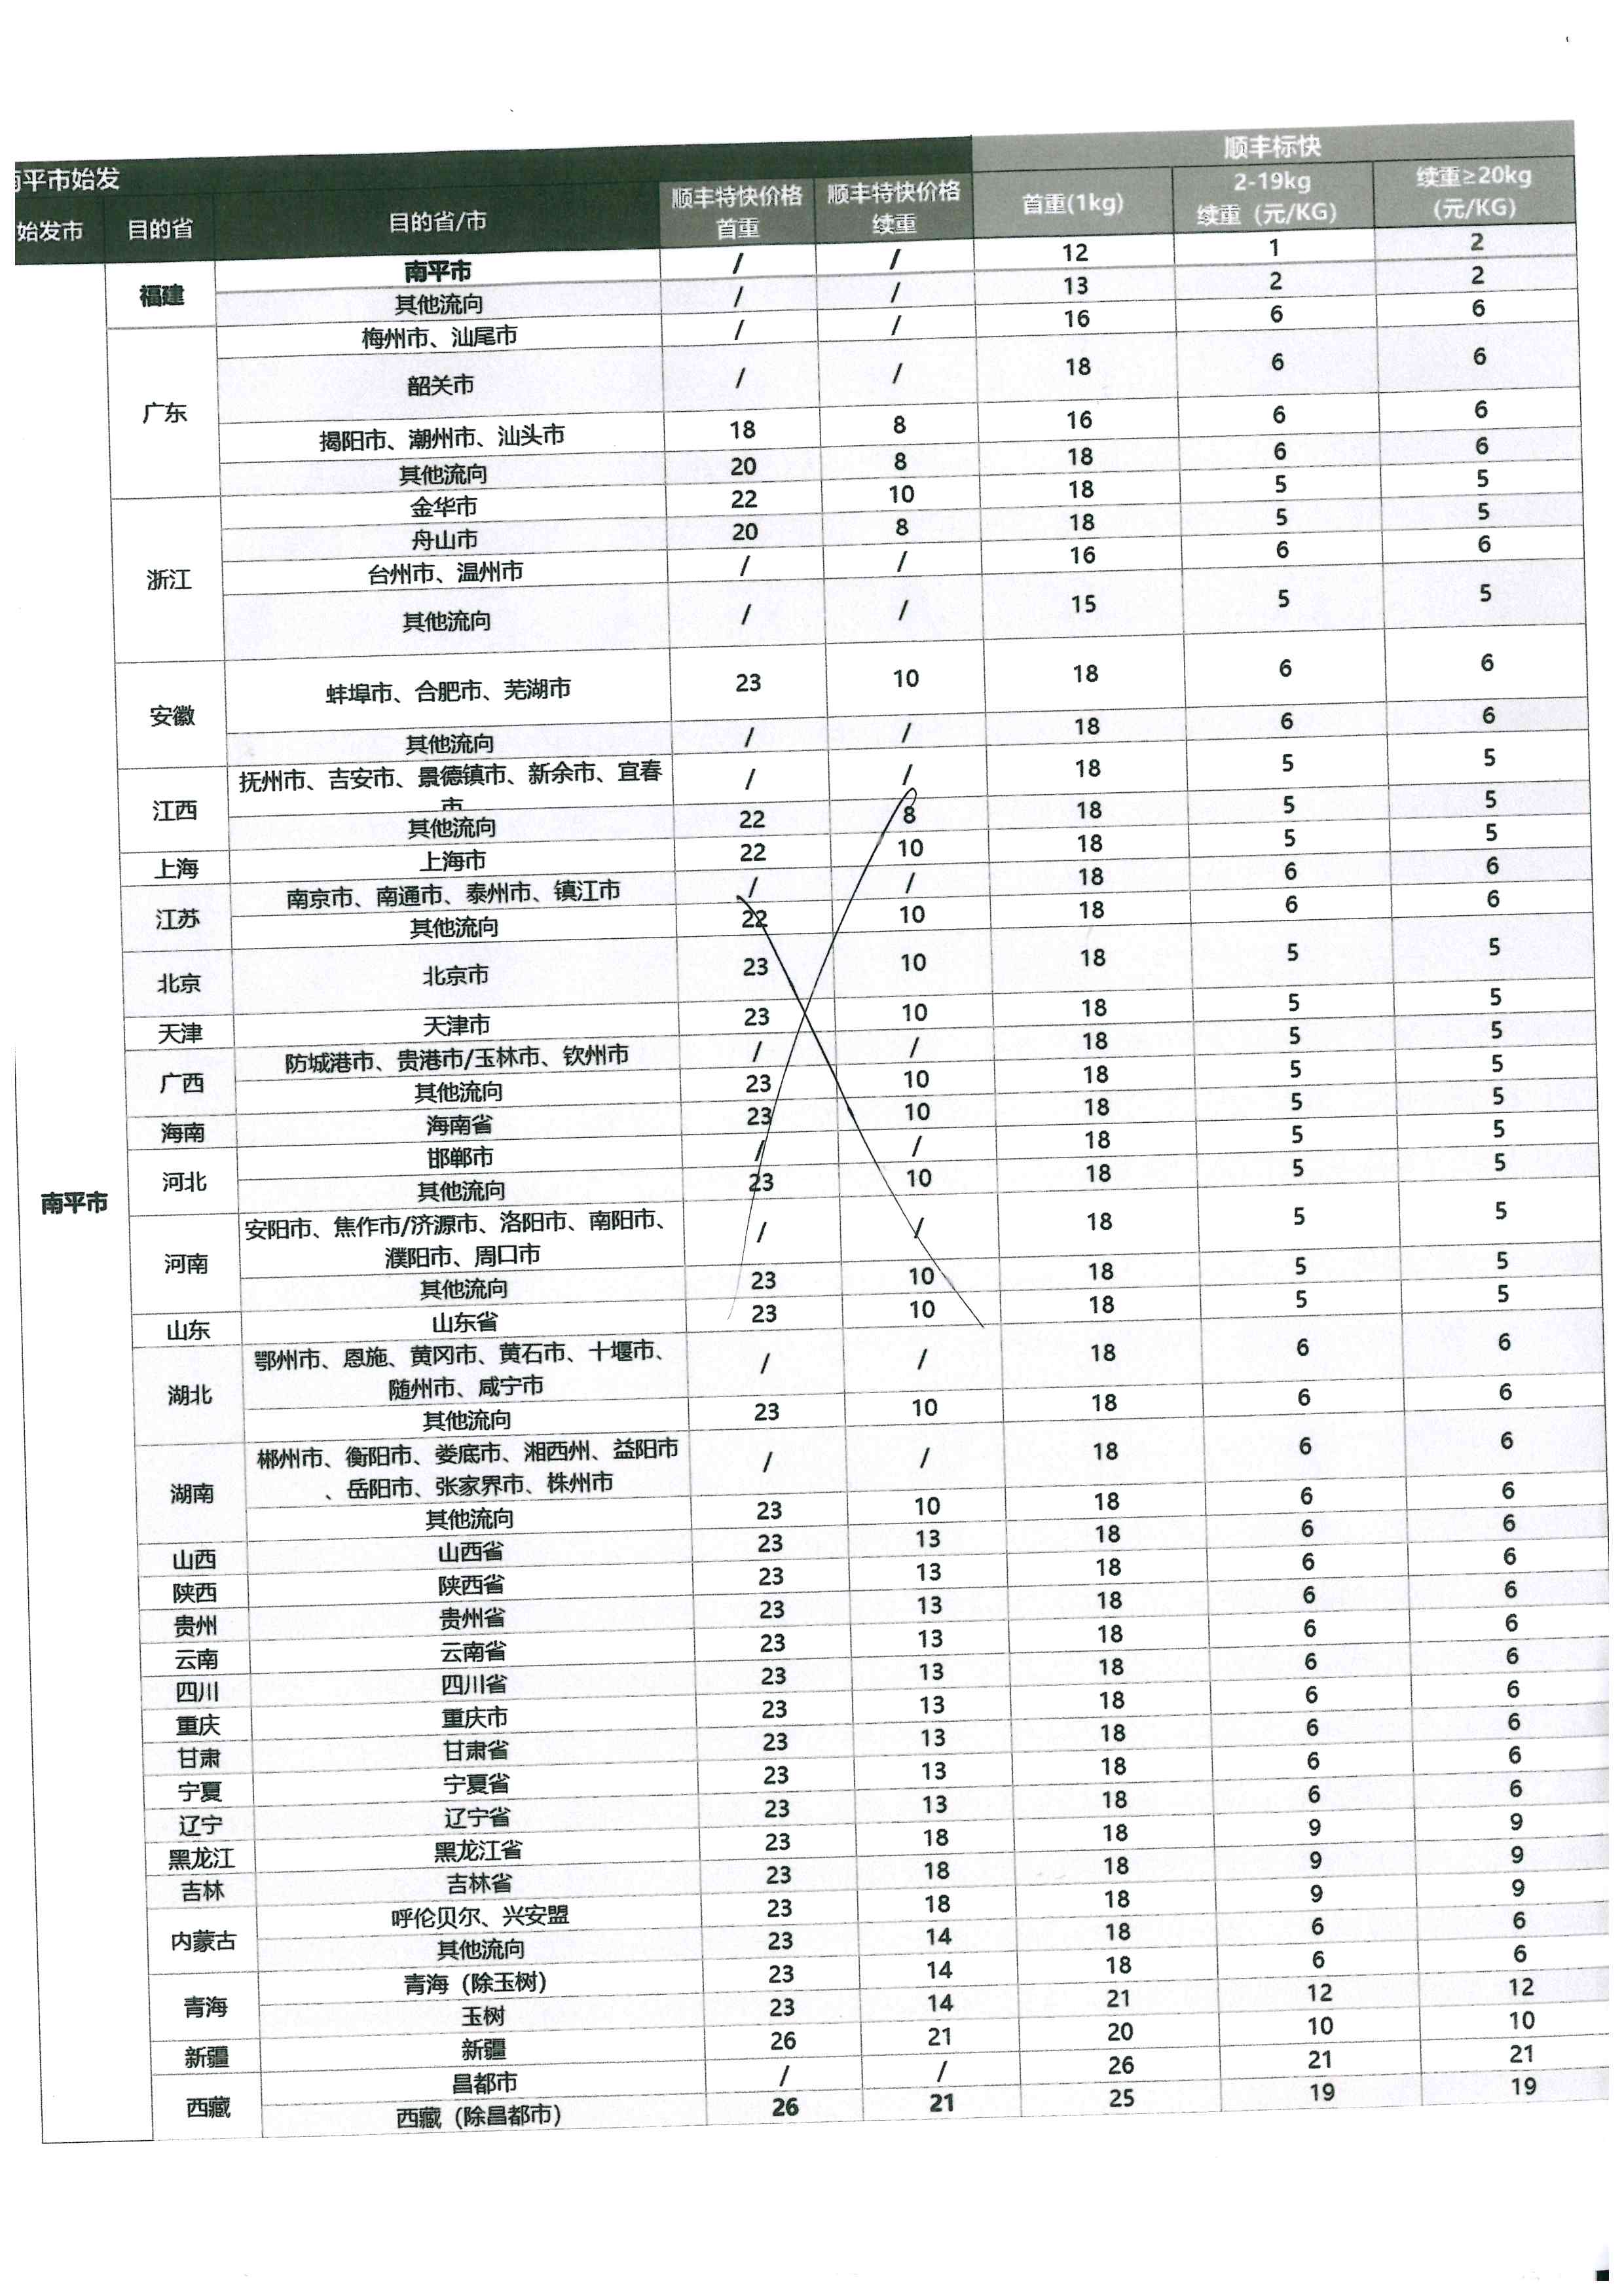 南平市始发
顺丰标快
始发市 目的省 目的省/市 顺丰特快价格首重 顺丰特快价格续重 首重(1kg) 2-19kg续重（元/KG） 续重≥20kg（元/KG）
南平市
福建 南平市 / / 12 1 2
其他流向 / / 13 2 2
广东 梅州市、汕尾市 / / 16 6 6
韶关市 / / 18 6 6
揭阳市、潮州市、汕头市 18 8 16 6 6
其他流向 20 8 18 6 6
浙江 金华市 22 10 18 5 5
舟山市 20 8 18 5 5
台州市、温州市 / / 16 6 6
其他流向 / / 15 5 5
安徽 蚌埠市、合肥市、芜湖市 23 10 18 6 6
其他流向 / / 18 6 6
江西 抚州市、吉安市、景德镇市、新余市、宜春市 / / 18 5 5
其他流向 22 8 18 5 5
上海 上海市 22 10 18 5 5
江苏 南京市、南通市、泰州市、镇江市 / / 18 6 6
其他流向 22 10 18 6 6
北京 北京市 23 10 18 5 5
天津 天津市 23 10 18 5 5
广西 防城港市、贵港市/玉林市、钦州市 / / 18 5 5
其他流向 23 10 18 5 5
海南 海南省 23 10 18 5 5
河北 邯郸市 / / 18 5 5
其他流向 23 10 18 5 5
河南 安阳市、焦作市/济源市、洛阳市、南阳市、
濮阳市、周口市 / / 18 5 5
其他流向 23 10 18 5 5
山东 山东省 23 10 18 5 5
湖北 鄂州市、恩施、黄冈市、黄石市、十堰市、
随州市、咸宁市 / / 18 6 6
其他流向 23 10 18 6 6
湖南 郴州市、衡阳市、娄底市、湘西州、益阳市
、岳阳市、张家界市、株州市 / / 18 6 6
其他流向 23 10 18 6 6
山西 山西省 23 13 18 6 6
陕西 陕西省 23 13 18 6 6
贵州 贵州省 23 13 18 6 6
云南 云南省 23 13 18 6 6
四川 四川省 23 13 18 6 6
重庆 重庆市 23 13 18 6 6
甘肃 甘肃省 23 13 18 6 6
宁夏 宁夏省 23 13 18 6 6
辽宁 辽宁省 23 13 18 6 6
黑龙江 黑龙江省 23 18 18 9 9
吉林 吉林省 23 18 18 9 9
内蒙古 呼伦贝尔、兴安盟 23 18 18 9 9
其他流向 23 14 18 6 6
青海 青海（除玉树） 23 14 18 6 6
玉树 23 14 21 12 12
新疆 新疆 26 21 20 10 10
西藏 昌都市 / / 26 21 21
西藏（除昌都市） 26 21 25 19 19